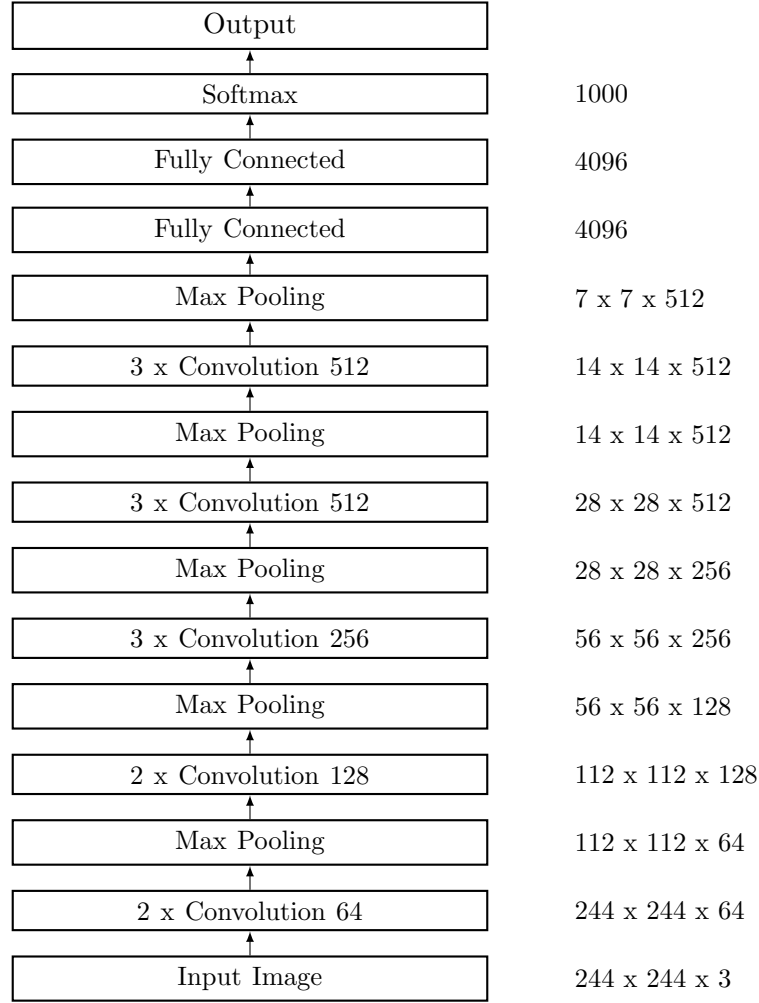 Output
Softmax 1000
Fully Connected 4096
Fully Connected 4096
Max Pooling 7 x 7 x 512
3 x Convolution 512 14 x 14 x 512
Max Pooling 14 x 14 x 512
3 x Convolution 512 28 x 28 x 512
Max Pooling 28 x 28 x 256
3 x Convolution 256 56 x 56 x 256
Max Pooling 56 x 56 x 128
2 x Convolution 128 112 x 112 x 128
Max Pooling 112 x 112 x 64
2 x Convolution 64 244 x 244 x 64
Input Image 244 x 244 x 3